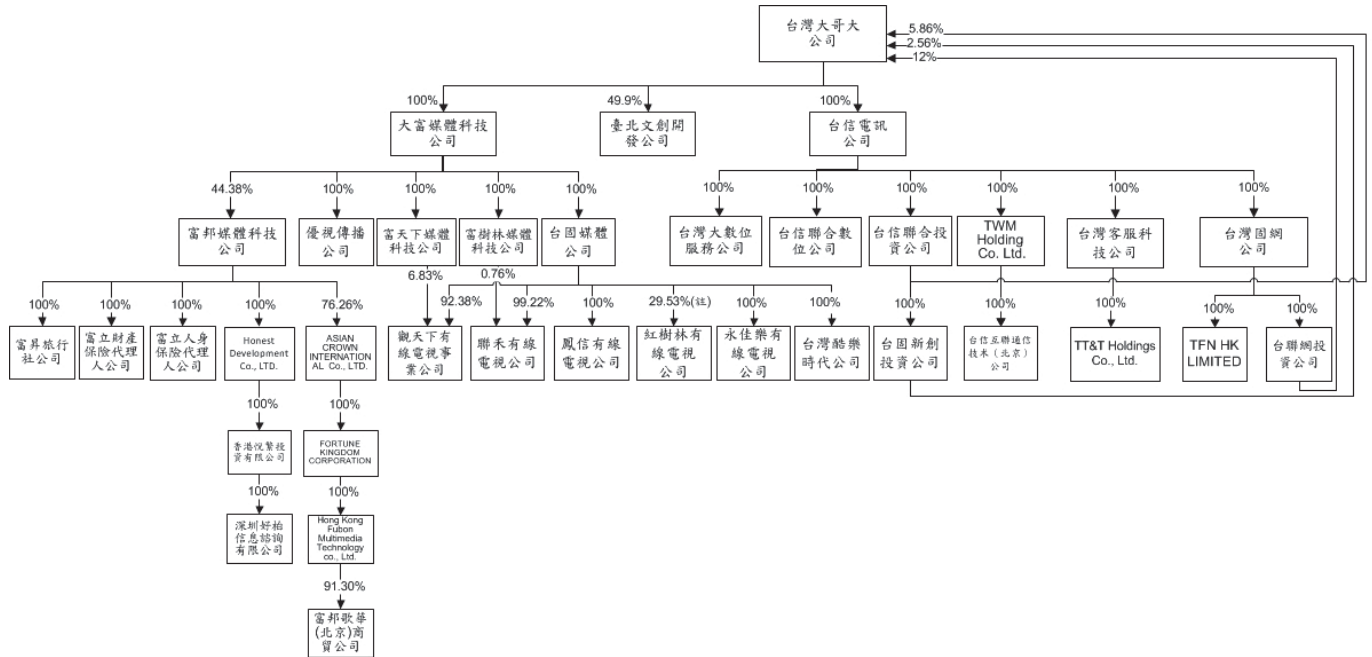 台灣大哥大
公司
5.86%
2.56%
12%
100%
49.9%
100%
大富媒體科技
公司
臺北文創開
發公司
台信電訊
公司
44.38%
100%
100%
100%
100%
100%
100%
100%
100%
100%
100%
富邦媒體科技
公司
優視傳播
公司
富天下媒體
科技公司
富樹林媒體
科技公司
台固媒體
公司
台灣大數位
服務公司
台信聯合數
位公司
台信聯合投
資公司
TWM
Holding
Co. Ltd.
台灣客服科
技公司
台灣固網
公司
6.83%
0.76%
100%
100%
100%
100%
76.26%
92.38%
99.22%
100%
29.53%(註)
100%
100%
100%
100%
100%
100%
100%
富昇旅行
社公司
富立財產
保險代理
人公司
富立人身
保險代理
人公司
Honest
Development
Co., LTD.
ASIAN
CROWN
INTERNATION
AL Co., LTD.
觀天下有
線電視事
業公司
聯禾有線
電視公司
鳳信有線
電視公司
紅樹林有
線電視
公司
永佳樂有
線電視
公司
台灣酷樂
時代公司
台固新創
投資公司
台信互聯通信
技术（北京）
公司
TT&T Holdings
Co., Ltd.
TFN HK
LIMITED
台聯網投
資公司
100%
100%
香港悅繁投
資有限公司
FORTUNE
KINGDOM
CORPORATION
100%
100%
深圳好柏
信息諮詢
有限公司
Hong Kong
Fubon
Multimedia
Technology
co., Ltd.
91.30%
富邦歌華
(北京)商
貿公司